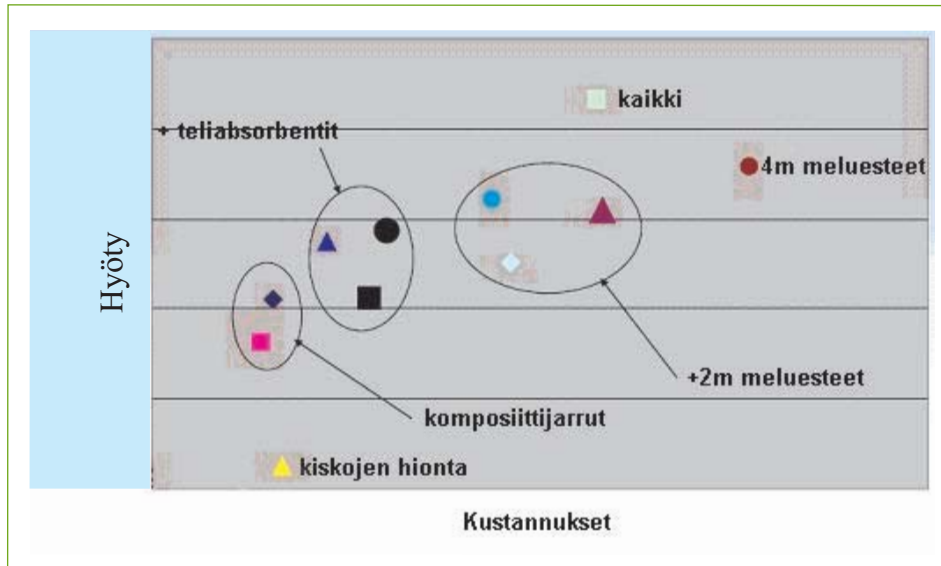 kaikki
+ teliabsorbentit
4m meluesteet
Hyöty
+2m meluesteet
komposiittijarrut
kiskojen hionta
Kustannukset